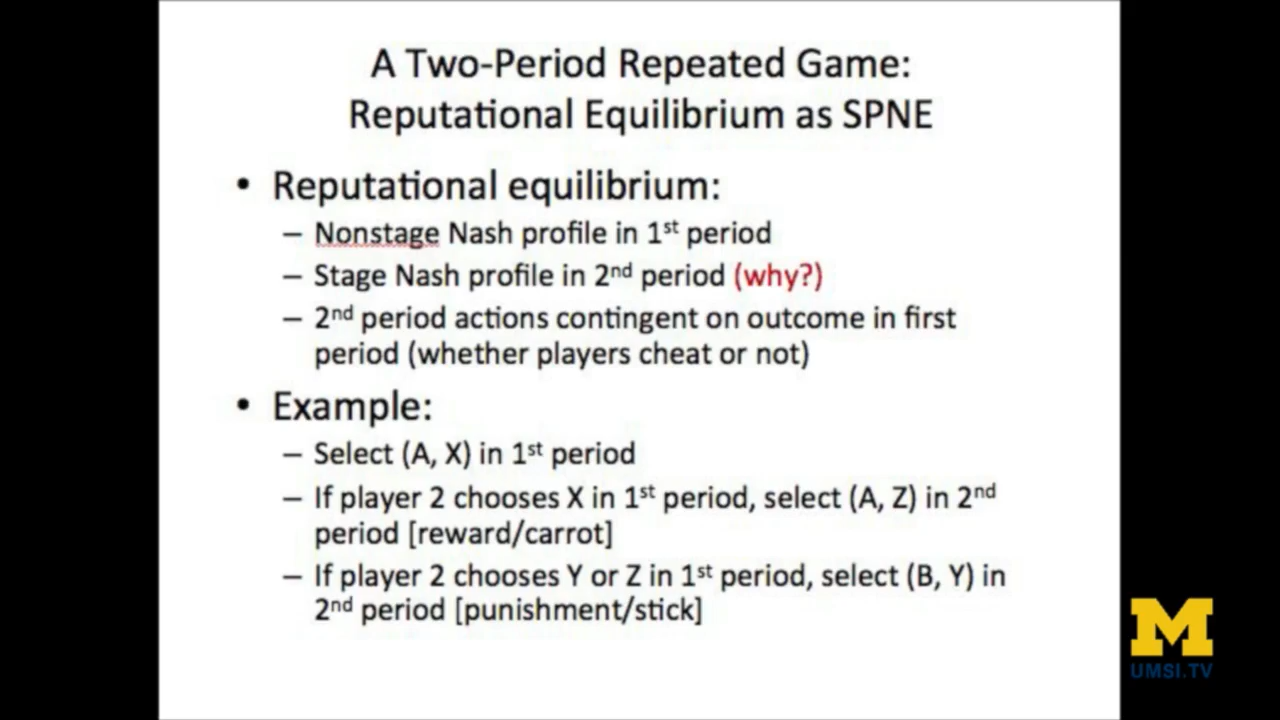 A Two-Period Repeated Game:
Reputational Equilibrium as SPNE
• Reputational equilibrium:
– Nonstage Nash profile in 1st period
– Stage Nash profile in 2nd period (why?)
– 2nd period actions contingent on outcome in first
period (whether players cheat or not)
• Example:
– Select (A, X) in 1st period
– If player 2 chooses X in 1st period, select (A, Z) in 2nd
period [reward/carrot]
– If player 2 chooses Y or Z in 1st period, select (B, Y) in
2nd period [punishment/stick]
M
UMSI.TV